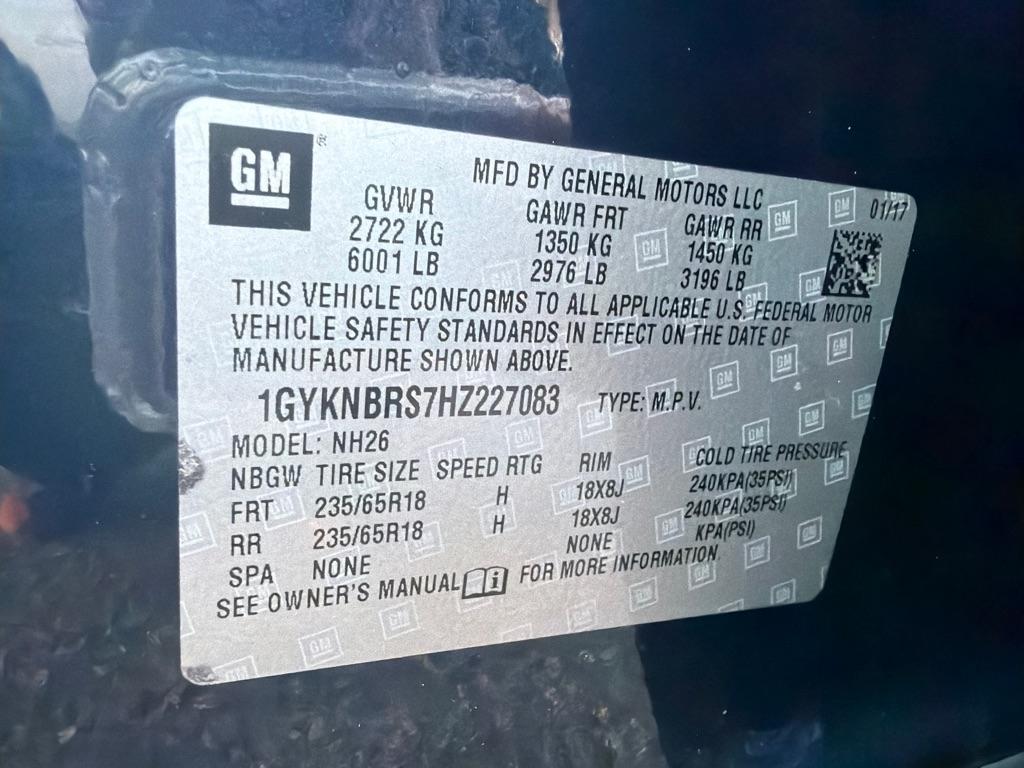 GM®
MFD BY GENERAL MOTORS LLC
01/17
GVWR GAWR FRT GAWR RR
2722 KG 1350 KG 1450 KG
6001 LB 2976 LB 3196 LB
THIS VEHICLE CONFORMS TO ALL APPLICABLE U.S. FEDERAL MOTOR
VEHICLE SAFETY STANDARDS IN EFFECT ON THE DATE OF
MANUFACTURE SHOWN ABOVE.
1GYKNBRS7HZ227083 TYPE: M.P.V.
MODEL: NH26
NBGW TIRE SIZE SPEED RTG RIM COLD TIRE PRESSURE
FRT 235/65R18 H 18X8J 240KPA(35PSI)
RR 235/65R18 H 18X8J 240KPA(35PSI)
SPA NONE NONE KPA(PSI)
SEE OWNER'S MANUAL i FOR MORE INFORMATION.